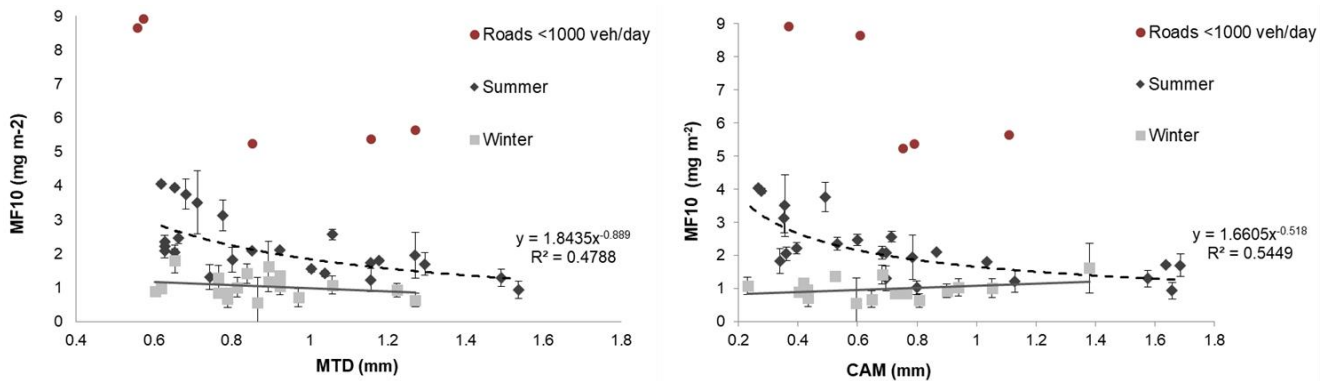 MF10 (mg m-2)
9
8
7
6
5
4
3
2
1
0
0.4 0.6 0.8 1 1.2 1.4 1.6 1.8
MTD (mm)
Roads <1000 veh/day
Summer
Winter
y = 1.8435x^-0.889
R² = 0.4788
MF10 (mg m⁻²)
9
8
7
6
5
4
3
2
1
0
0.2 0.4 0.6 0.8 1 1.2 1.4 1.6 1.8
CAM (mm)
Roads <1000 veh/day
Summer
Winter
y = 1.6605x^-0.518
R² = 0.5449